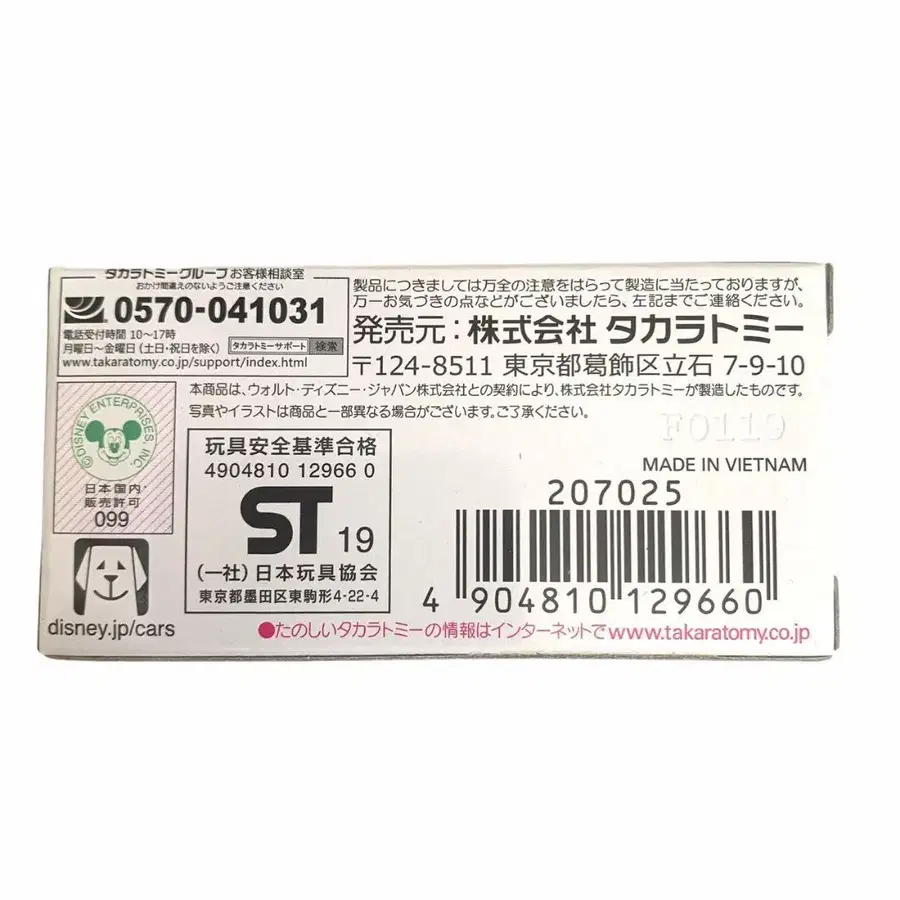 タカラトミーグループ お客様相談室
おかけ間違えのないようご注意ください
0570-041031
電話受付時間 10〜17時
月曜日〜金曜日(土日・祝日を除く) タカラトミーサポート 検索
www.takaratomy.co.jp/support/index.html
製品につきましては万全の注意をはらって製造に当たっておりますが、
万一お気づきの点などがございましたら、左記までご連絡ください。
発売元:株式会社 タカラトミー
〒124-8511 東京都葛飾区立石 7-9-10
本商品は、ウォルト・ディズニー・ジャパン株式会社との契約により、株式会社タカラトミーが製造したものです。
写真やイラストは商品と一部異なる場合がございます。ご了承ください。
©DISNEY ENTERPRISES, INC.
日本国内・
販売許可
099
disney.jp/cars
玩具安全基準合格
4904810 12966 0
ST 19
(一社)日本玩具協会
東京都墨田区東駒形4-22-4
F0119
MADE IN VIETNAM
207025
4 904810 129660
●たのしいタカラトミーの情報はインターネットで www.takaratomy.co.jp